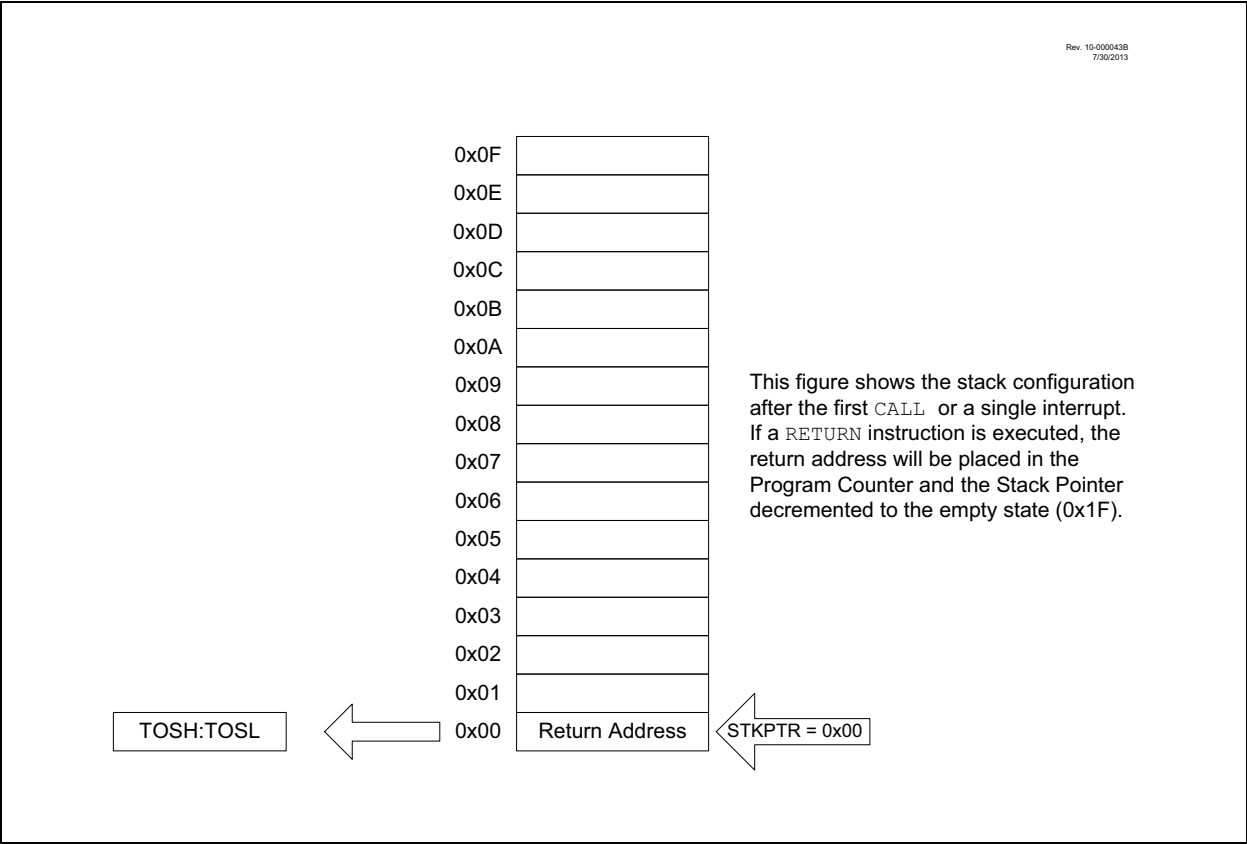 Rev. 10-000043B
7/30/2013
0x0F
0x0E
0x0D
0x0C
0x0B
0x0A
0x09
0x08
0x07
0x06
0x05
0x04
0x03
0x02
0x01
0x00
This figure shows the stack configuration
after the first CALL or a single interrupt.
If a RETURN instruction is executed, the
return address will be placed in the
Program Counter and the Stack Pointer
decremented to the empty state (0x1F).
TOSH:TOSL
Return Address
STKPTR = 0x00